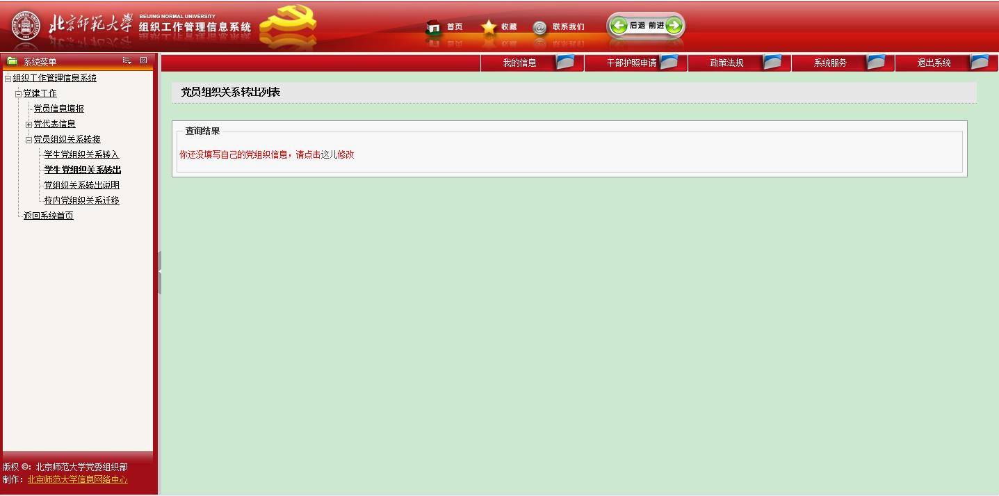 北京师范大学
BEIJING NORMAL UNIVERSITY
组织工作管理信息系统
首页
收藏
联系我们
后退 前进
系统菜单
我的信息
干部护照申请
政策法规
系统服务
退出系统
组织工作管理信息系统
党建工作
党员信息填报
党代表信息
党员组织关系转接
学生党组织关系转入
学生党组织关系转出
党组织关系转出说明
校内党组织关系迁移
返回系统首页
党员组织关系转出列表
查询结果
你还没填写自己的党组织信息，请点击这儿修改
版权 ©：北京师范大学党委组织部
制作：北京师范大学信息网络中心